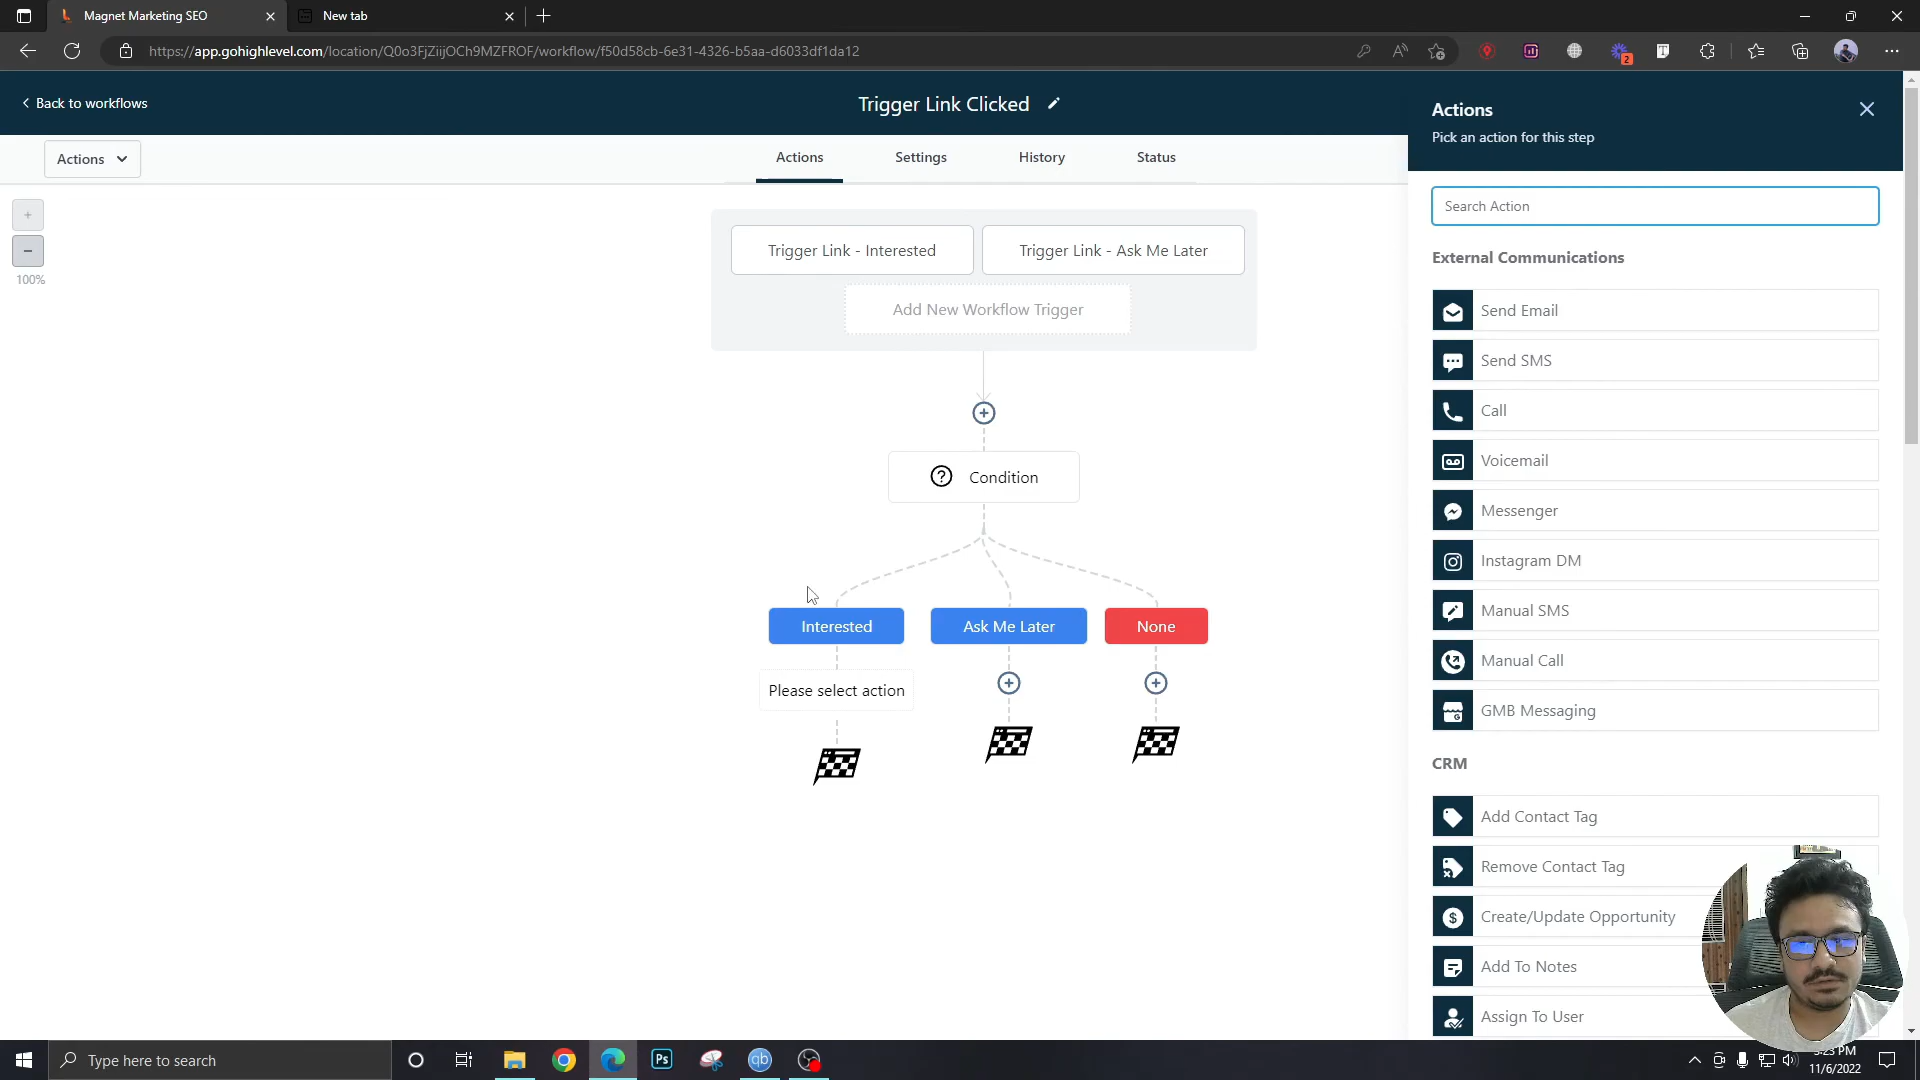 Magnet Marketing SEO
New tab
https://app.gohighlevel.com/location/Q0o3FjZiijOCh9MZFROF/workflow/f50d58cb-6e31-4326-b5aa-d6033df1da12
2
Back to workflows
Trigger Link Clicked
Actions
Pick an action for this step
Actions
Actions
Settings
History
Status
Search Action
100%
Trigger Link - Interested
Trigger Link - Ask Me Later
Add New Workflow Trigger
External Communications
Send Email
Send SMS
Call
Voicemail
Messenger
Instagram DM
Manual SMS
Manual Call
GMB Messaging
Condition
Interested
Ask Me Later
None
Please select action
CRM
Add Contact Tag
Remove Contact Tag
Create/Update Opportunity
Add To Notes
Assign To User
Type here to search
Ps
qb
11/6/2022